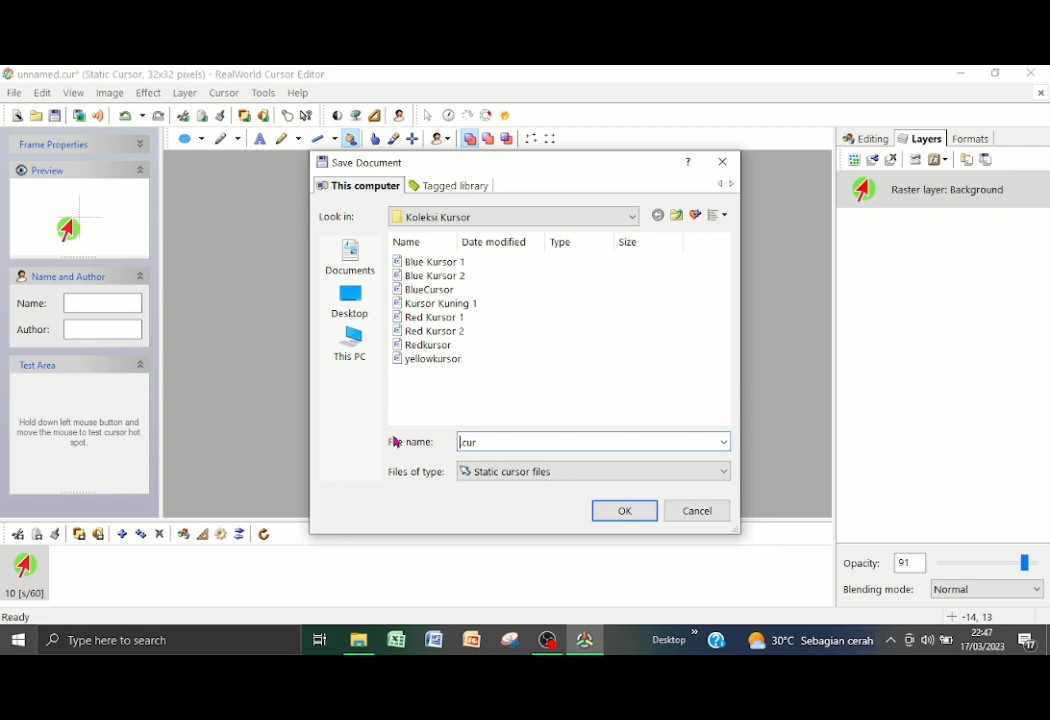 unnamed.cur* (Static Cursor, 32x32 pixels) - RealWorld Cursor Editor
File Edit View Image Effect Layer Cursor Tools Help
Frame Properties
Preview
Name and Author
Name:
Author:
Test Area
Hold down left mouse button and
move the mouse to test cursor hot
spot.
Save Document
This computer Tagged library
Look in: Koleksi Kursor
Documents
Desktop
This PC
Name Date modified Type Size
Blue Kursor 1
Blue Kursor 2
BlueCursor
Kursor Kuning 1
Red Kursor 1
Red Kursor 2
Redkursor
yellowkursor
File name: .cur
Files of type: Static cursor files
OK Cancel
Editing Layers Formats
Raster layer: Background
Opacity: 91
Blending mode: Normal
10 [s/60]
Ready
-14, 13
Type here to search
Desktop
30°C Sebagian cerah
22:47
17/03/2023
17